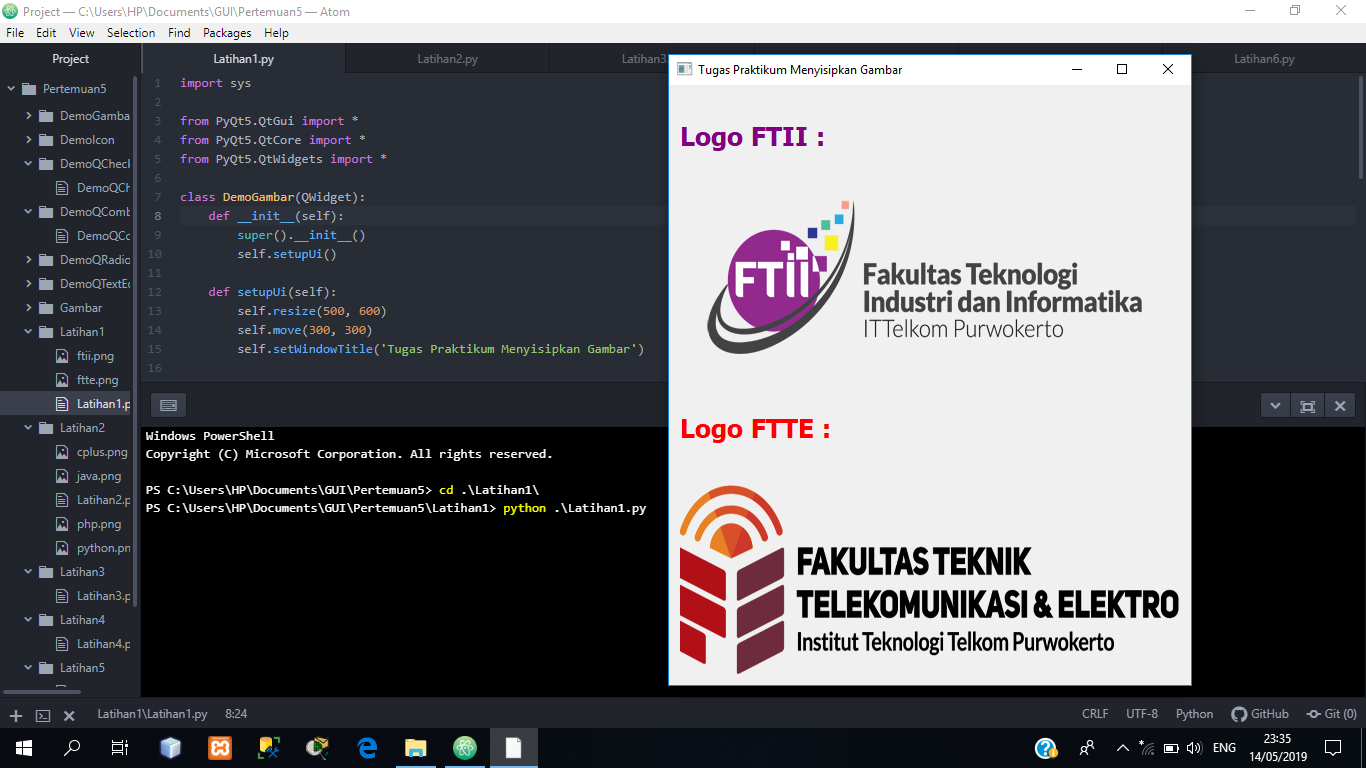 Project — C:\Users\HP\Documents\GUI\Pertemuan5 — Atom
File Edit View Selection Find Packages Help
Project
Pertemuan5
DemoGamba
DemoIcon
DemoQCheck
DemoQCh
DemoQComb
DemoQCo
DemoQRadio
DemoQTextEd
Gambar
Latihan1
ftii.png
ftte.png
Latihan1.p
Latihan2
cplus.png
java.png
Latihan2.p
php.png
python.pn
Latihan3
Latihan3.p
Latihan4
Latihan4.p
Latihan5
Latihan1.py Latihan2.py Latihan3. Latihan6.py
1 import sys
2
3 from PyQt5.QtGui import *
4 from PyQt5.QtCore import *
5 from PyQt5.QtWidgets import *
6
7 class DemoGambar(QWidget):
8 def __init__(self):
9 super().__init__()
10 self.setupUi()
11
12 def setupUi(self):
13 self.resize(500, 600)
14 self.move(300, 300)
15 self.setWindowTitle('Tugas Praktikum Menyisipkan Gambar')
16
Windows PowerShell
Copyright (C) Microsoft Corporation. All rights reserved.
PS C:\Users\HP\Documents\GUI\Pertemuan5> cd .\Latihan1\
PS C:\Users\HP\Documents\GUI\Pertemuan5\Latihan1> python .\Latihan1.py
Tugas Praktikum Menyisipkan Gambar
Logo FTII :
FTII
Fakultas Teknologi
Industri dan Informatika
ITTelkom Purwokerto
Logo FTTE :
FAKULTAS TEKNIK
TELEKOMUNIKASI & ELEKTRO
Institut Teknologi Telkom Purwokerto
Latihan1\Latihan1.py 8:24 CRLF UTF-8 Python GitHub Git (0)
ENG
23:35
14/05/2019